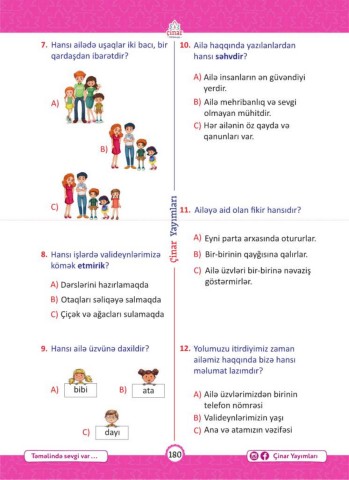 çinar
7. Hansı ailədə uşaqlar iki bacı, bir
qardaşdan ibarətdir?
A)
B)
C)
8. Hansı işlərdə valideynlərimizə
kömək etmirik?
A) Dərslərini hazırlamaqda
B) Otaqları səliqəyə salmaqda
C) Çiçək və ağacları sulamaqda
9. Hansı ailə üzvünə daxildir?
A) bibi
B) ata
C) dayı
Çinar Yayımları
10. Ailə haqqında yazılanlardan
hansı səhvdir?
A) Ailə insanların ən güvəndiyi
yerdir.
B) Ailə mehribanlıq və sevgi
olmayan mühitdir.
C) Hər ailənin öz qayda və
qanunları var.
11. Ailəyə aid olan fikir hansıdır?
A) Eyni parta arxasında otururlar.
B) Bir-birinin qayğısına qalırlar.
C) Ailə üzvləri bir-birinə nəvaziş
göstərmirlər.
12. Yolumuzu itirdiyimiz zaman
ailəmiz haqqında bizə hansı
məlumat lazımdır?
A) Ailə üzvlərimizdən birinin
telefon nömrəsi
B) Valideynlərimizin yaşı
C) Ana və atamızın vəzifəsi
Təməlində sevgi var ...
180
Çinar Yayımları